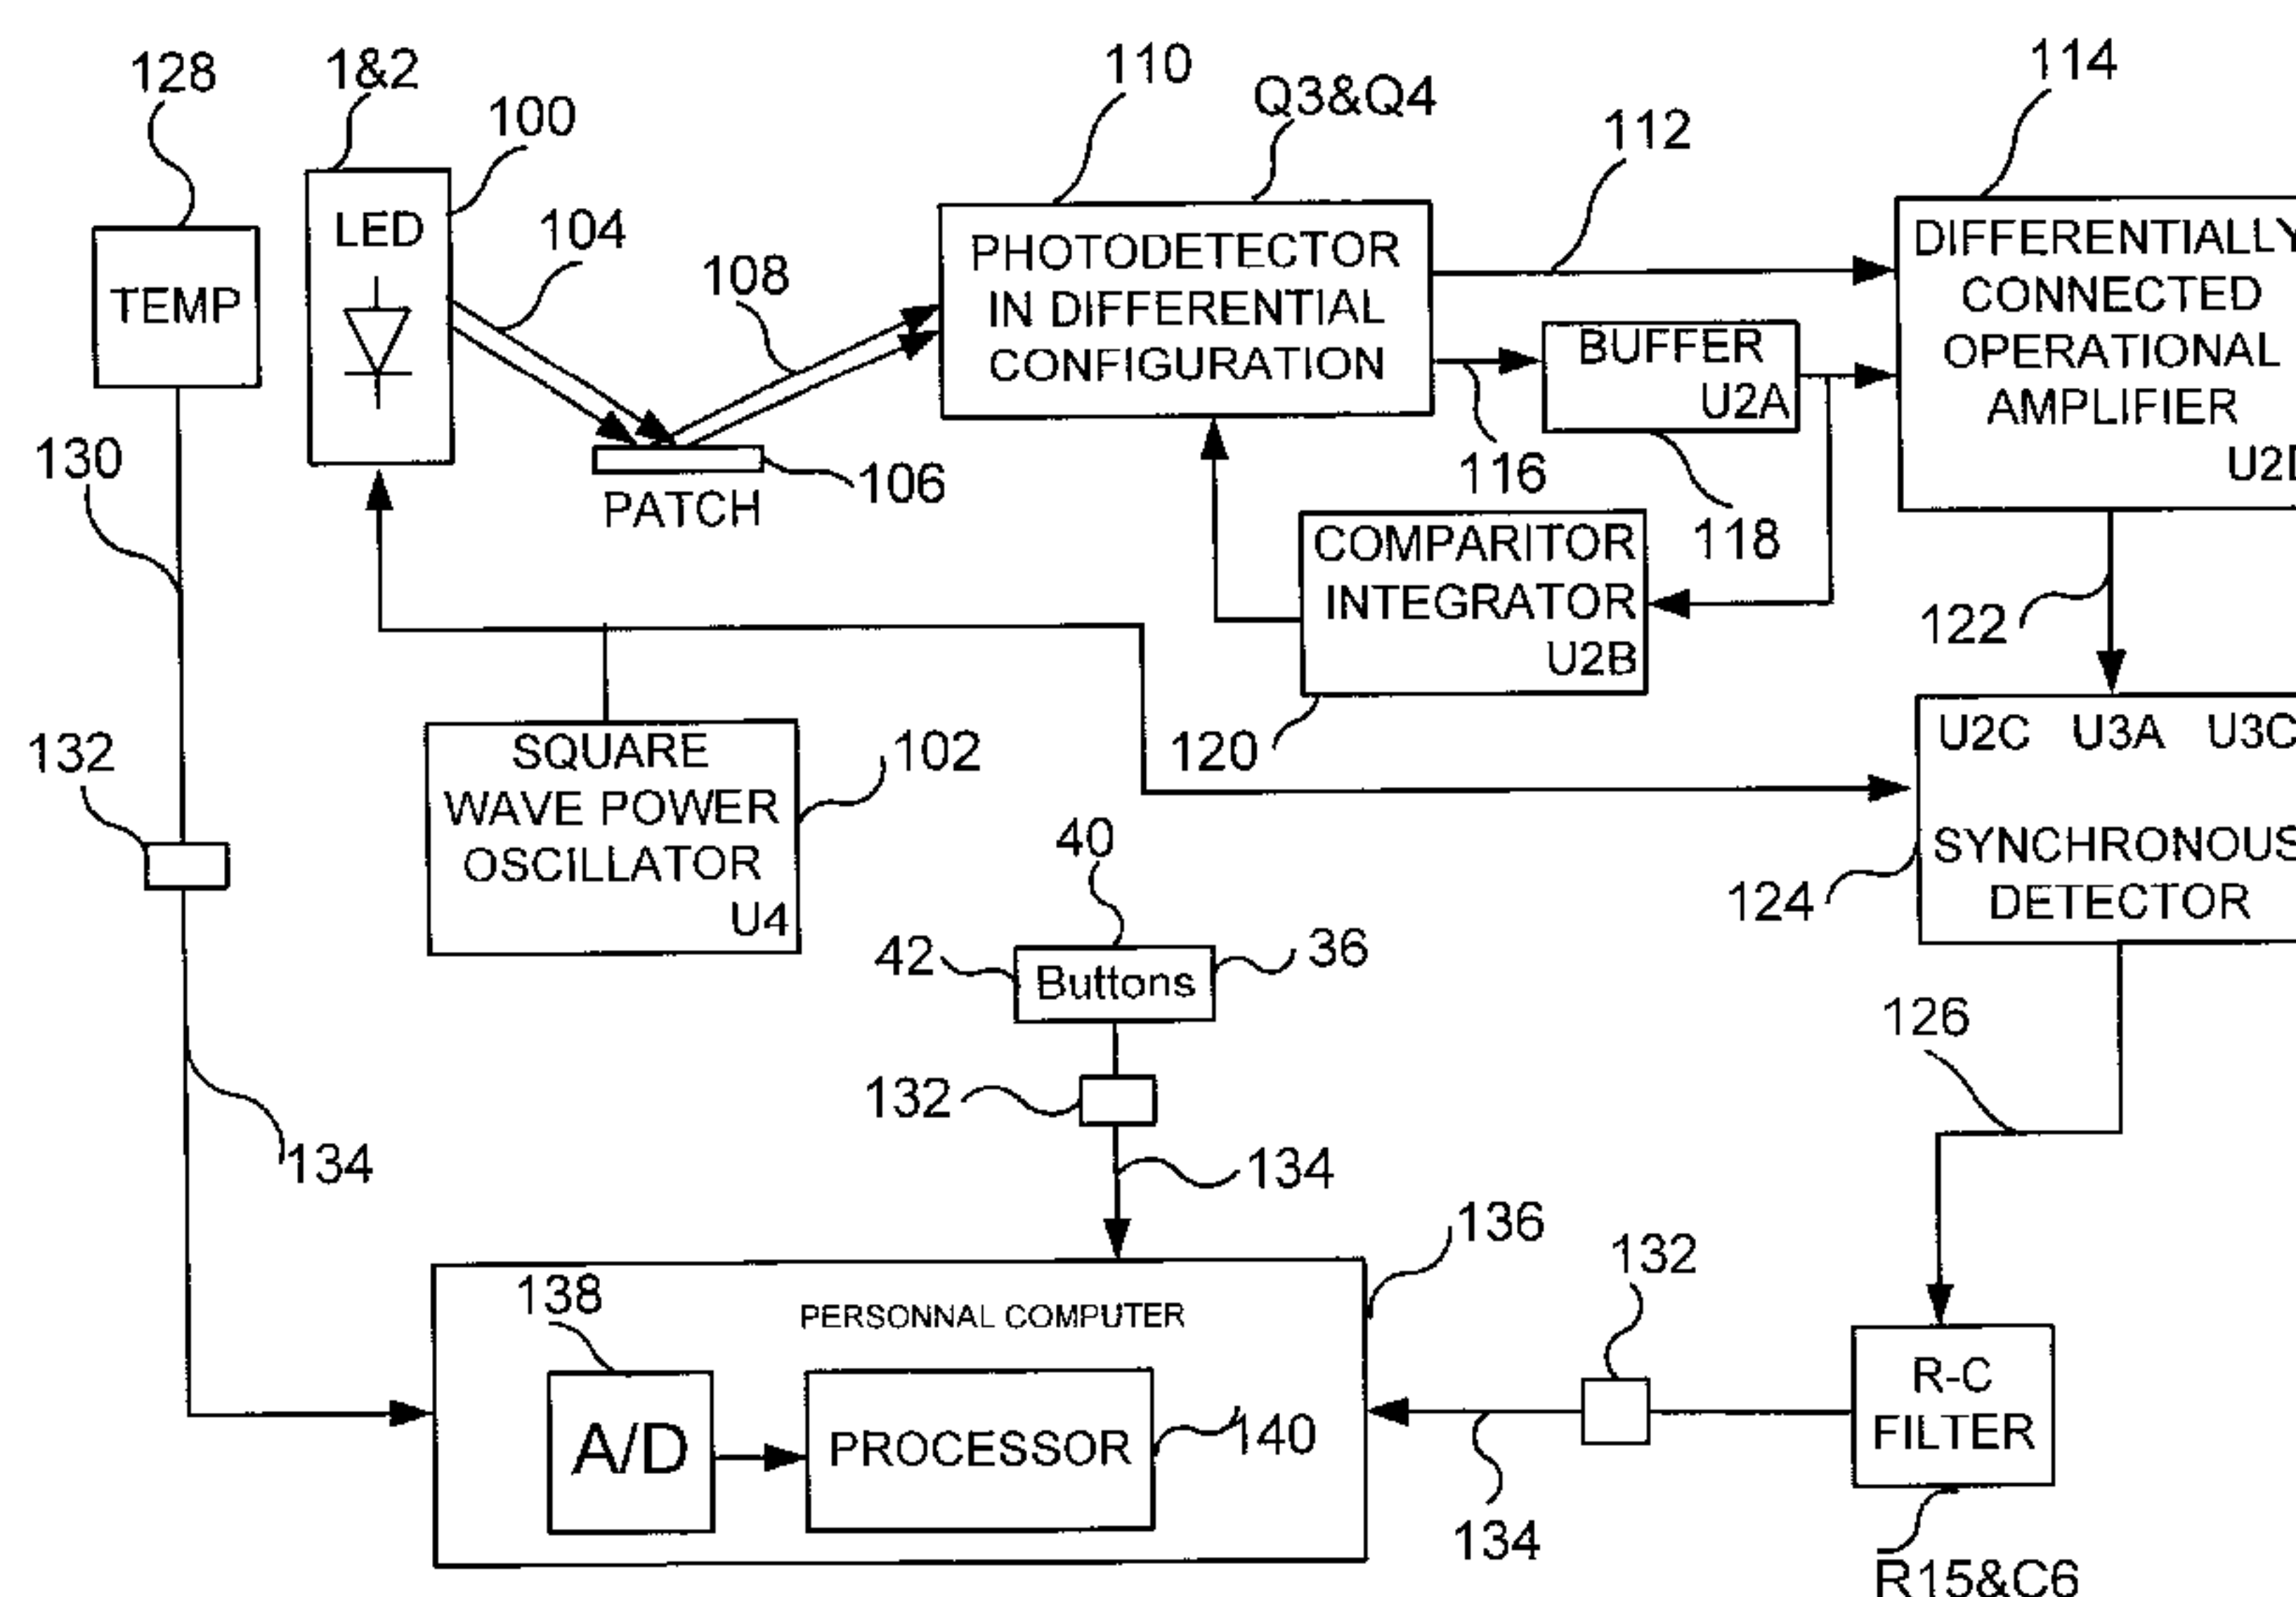 128
1&2
100
104
108
110
Q3&Q4
112
114
LED
TEMP
PHOTODETECTOR
IN DIFFERENTIAL
CONFIGURATION
BUFFER
U2A
DIFFERENTIALLY
CONNECTED
OPERATIONAL
AMPLIFIER
130
PATCH
106
116
118
COMPARITOR
INTEGRATOR
U2B
120
122
132
SQUARE
WAVE POWER
OSCILLATOR
U4
102
U2C U3A U3C
SYNCHRONOUS
DETECTOR
124
40
42
Buttons
36
126
132
134
134
136
132
138
PERSONNAL COMPUTER
A/D
PROCESSOR
140
R-C
FILTER
134
R15&C6